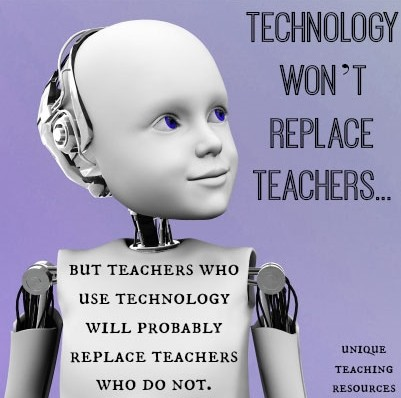 TECHNOLOGY
WON'T
REPLACE
TEACHERS...
BUT TEACHERS WHO
USE TECHNOLOGY
WILL PROBABLY
REPLACE TEACHERS
WHO DO NOT.
UNIQUE
TEACHING
RESOURCES